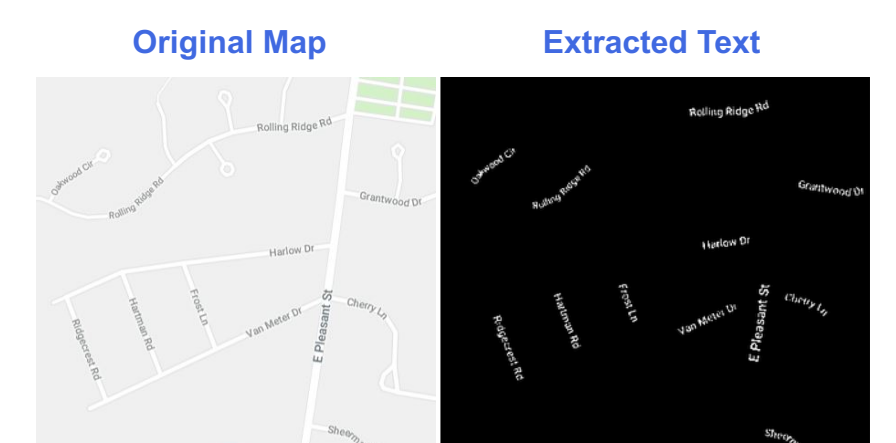 Original Map
Extracted Text
Rolling Ridge Rd
Oakwood Cir
Rolling Ridge Rd
Grantwood Dr
Harlow Dr
Frost Ln
Hartman Rd
Ridgecrest Rd
Van Meter Dr
E Pleasant St
Cherry Ln
Rolling Ridge Rd
Oakwood Cir
Rolling Ridge Rd
Grantwood Dr
Harlow Dr
Frost Ln
Hartman Rd
Ridgecrest Rd
Van Meter Dr
E Pleasant St
Cherry Ln